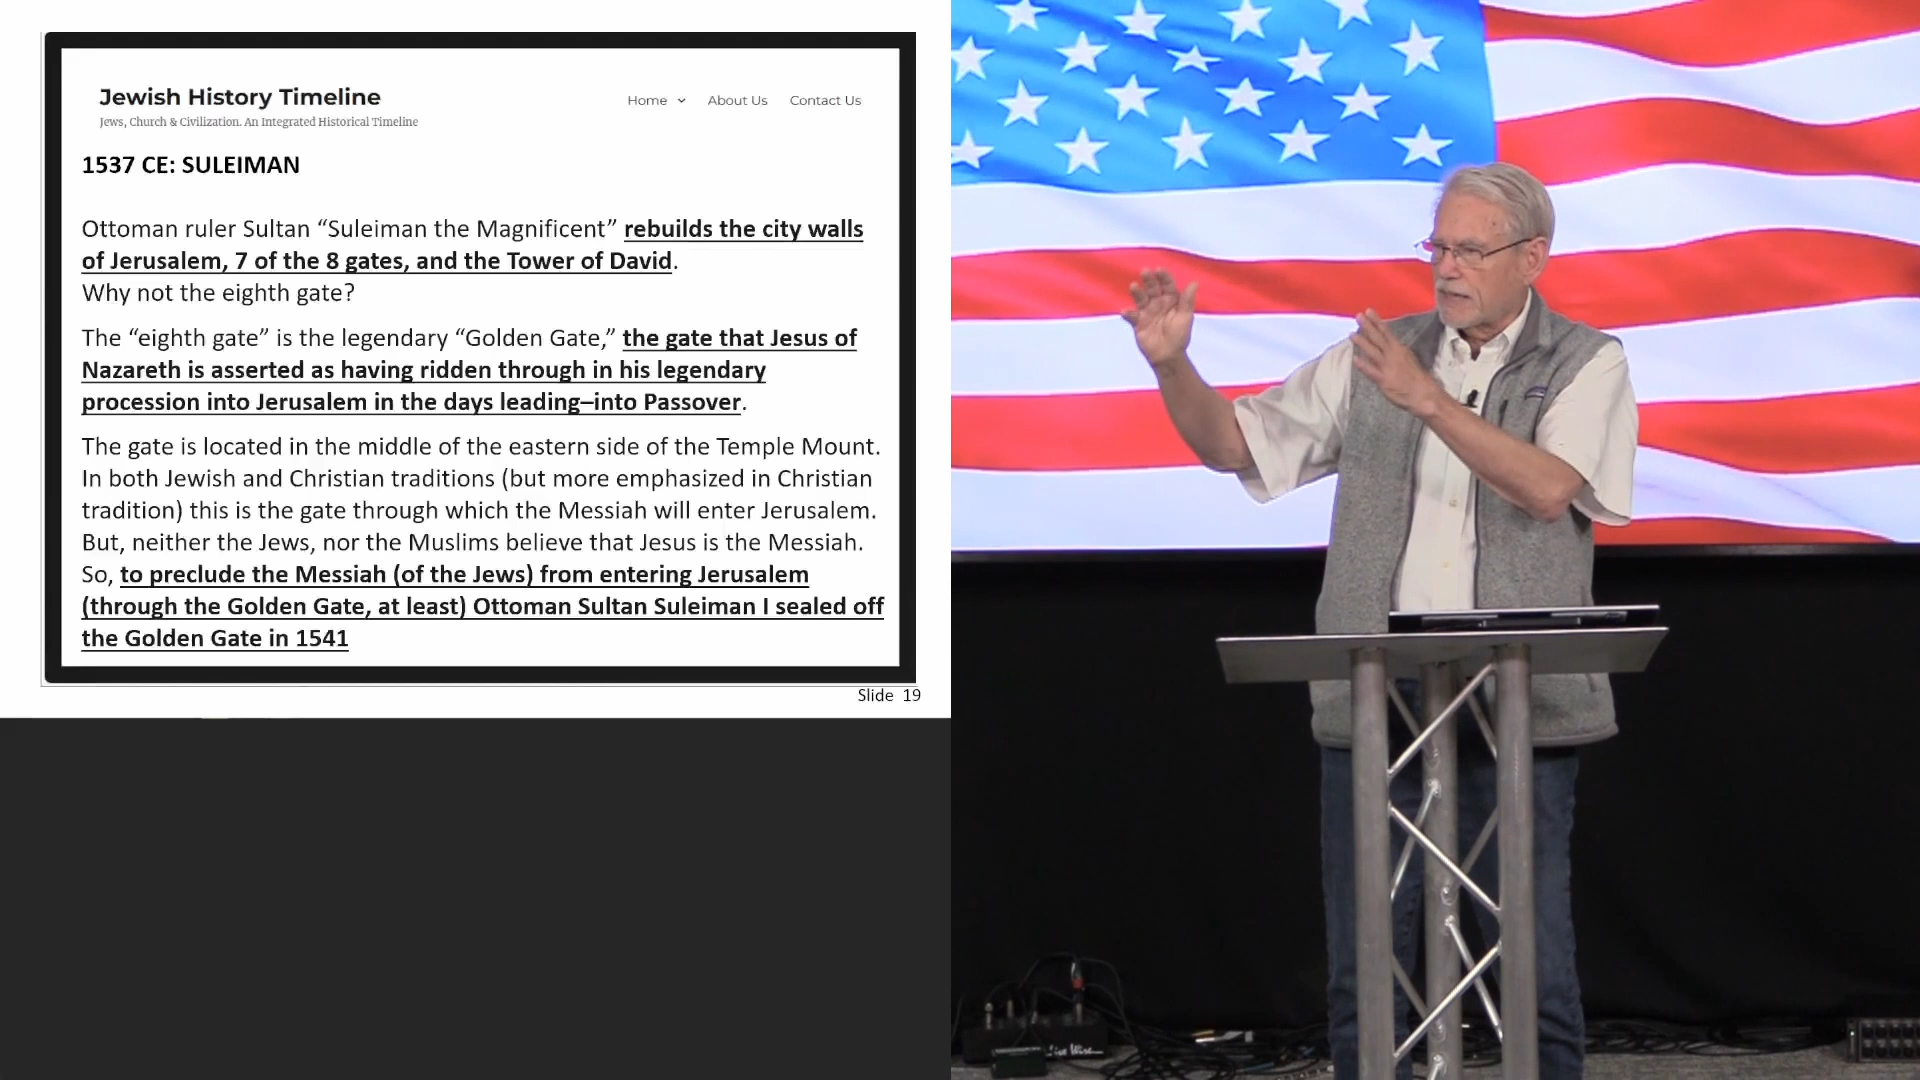 Jewish History Timeline
Home About Us Contact Us
Jews, Church & Civilization. An Integrated Historical Timeline
1537 CE: SULEIMAN
Ottoman ruler Sultan “Suleiman the Magnificent” rebuilds the city walls
of Jerusalem, 7 of the 8 gates, and the Tower of David.
Why not the eighth gate?
The “eighth gate” is the legendary “Golden Gate,” the gate that Jesus of
Nazareth is asserted as having ridden through in his legendary
procession into Jerusalem in the days leading–into Passover.
The gate is located in the middle of the eastern side of the Temple Mount.
In both Jewish and Christian traditions (but more emphasized in Christian
tradition) this is the gate through which the Messiah will enter Jerusalem.
But, neither the Jews, nor the Muslims believe that Jesus is the Messiah.
So, to preclude the Messiah (of the Jews) from entering Jerusalem
(through the Golden Gate, at least) Ottoman Sultan Suleiman I sealed off
the Golden Gate in 1541
Slide 19
Live Wire